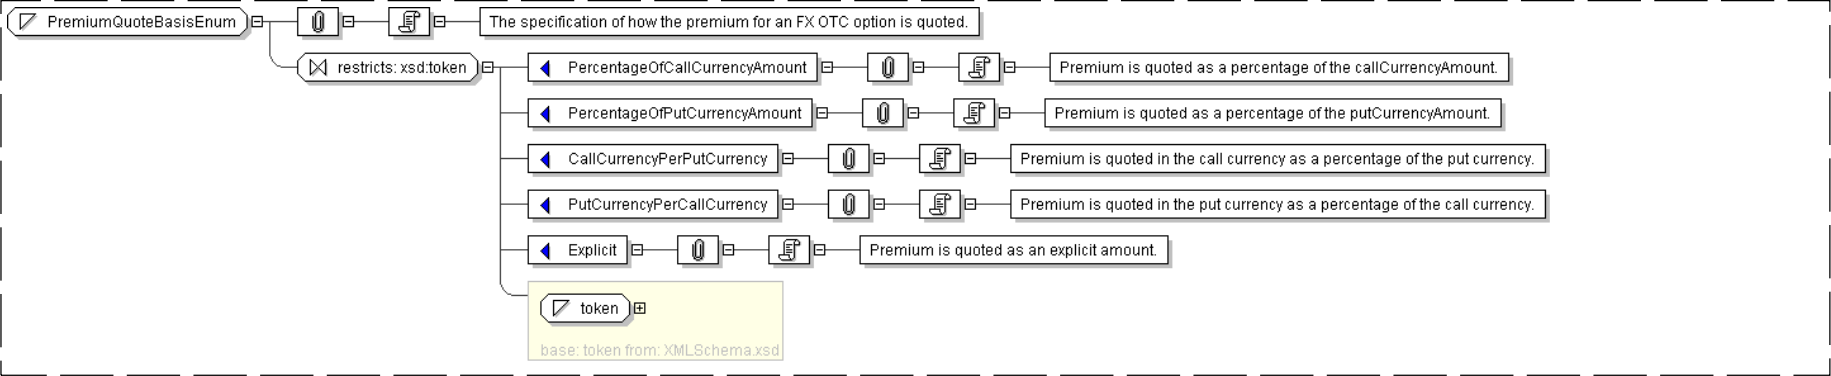 PremiumQuoteBasisEnum The specification of how the premium for an FX OTC option is quoted.
restricts: xsd:token PercentageOfCallCurrencyAmount Premium is quoted as a percentage of the callCurrencyAmount.
PercentageOfPutCurrencyAmount Premium is quoted as a percentage of the putCurrencyAmount.
CallCurrencyPerPutCurrency Premium is quoted in the call currency as a percentage of the put currency.
PutCurrencyPerCallCurrency Premium is quoted in the put currency as a percentage of the call currency.
Explicit Premium is quoted as an explicit amount.
token
base: token from: XMLSchema.xsd